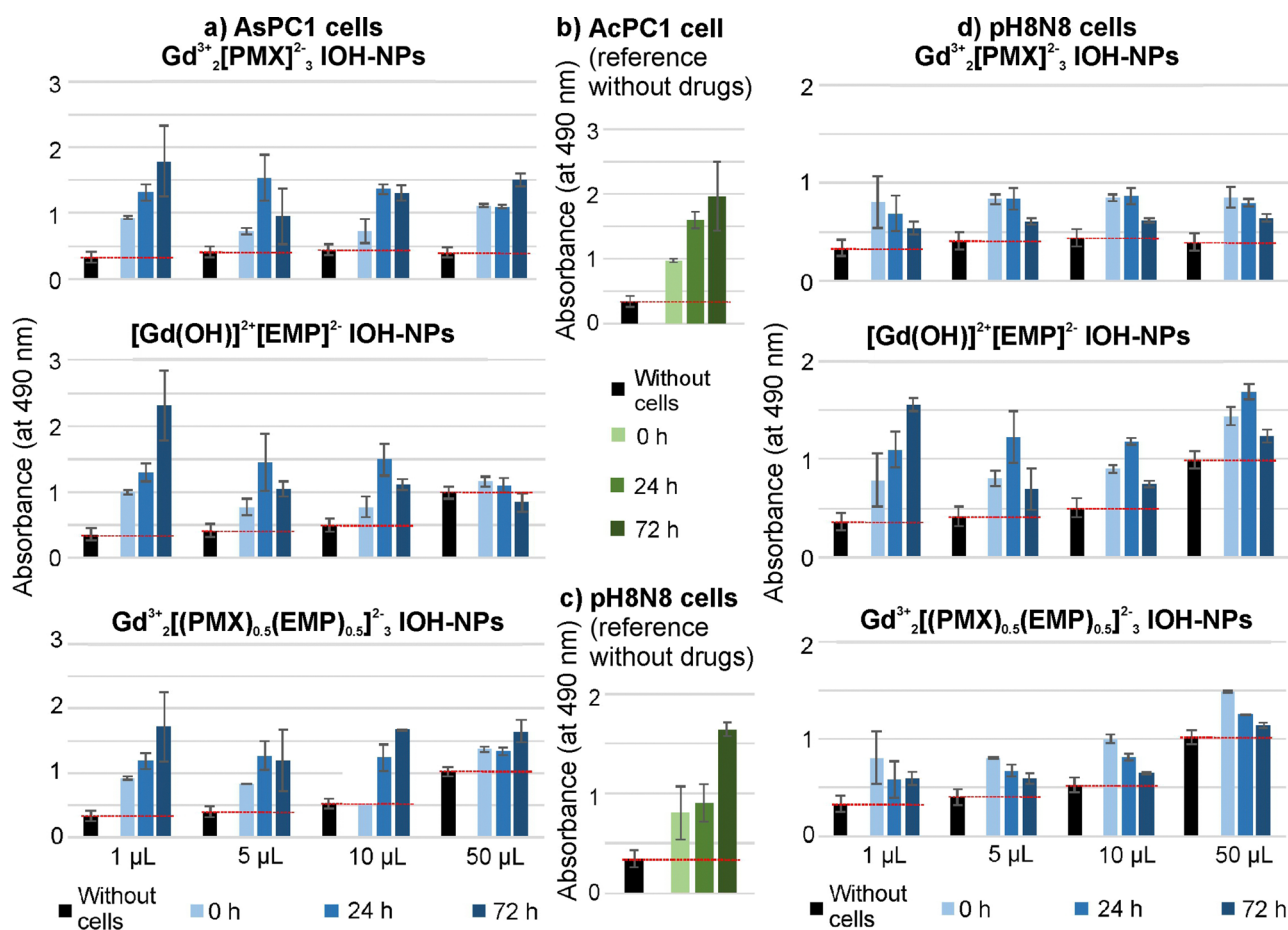 a) AsPC1 cells
Gd³⁺₂[PMX]²⁻₃ IOH-NPs
3
2
1
0
[Gd(OH)]²⁺[EMP]²⁻ IOH-NPs
3
2
1
0
Absorbance (at 490 nm)
Gd³⁺₂[(PMX)₀.₅(EMP)₀.₅]²⁻₃ IOH-NPs
3
2
1
0
1 µL 5 µL 10 µL 50 µL
Without cells 0 h 24 h 72 h
b) AcPC1 cell
(reference
without drugs)
Absorbance (at 490 nm)
3
2
1
0
Without
cells
0 h
24 h
72 h
c) pH8N8 cells
(reference
without drugs)
Absorbance (at 490 nm)
2
1
0
d) pH8N8 cells
Gd³⁺₂[PMX]²⁻₃ IOH-NPs
2
1
0
[Gd(OH)]²⁺[EMP]²⁻ IOH-NPs
2
1
0
Absorbance (at 490 nm)
Gd³⁺₂[(PMX)₀.₅(EMP)₀.₅]²⁻₃ IOH-NPs
2
1
0
1 µL 5 µL 10 µL 50 µL
Without cells 0 h 24 h 72 h